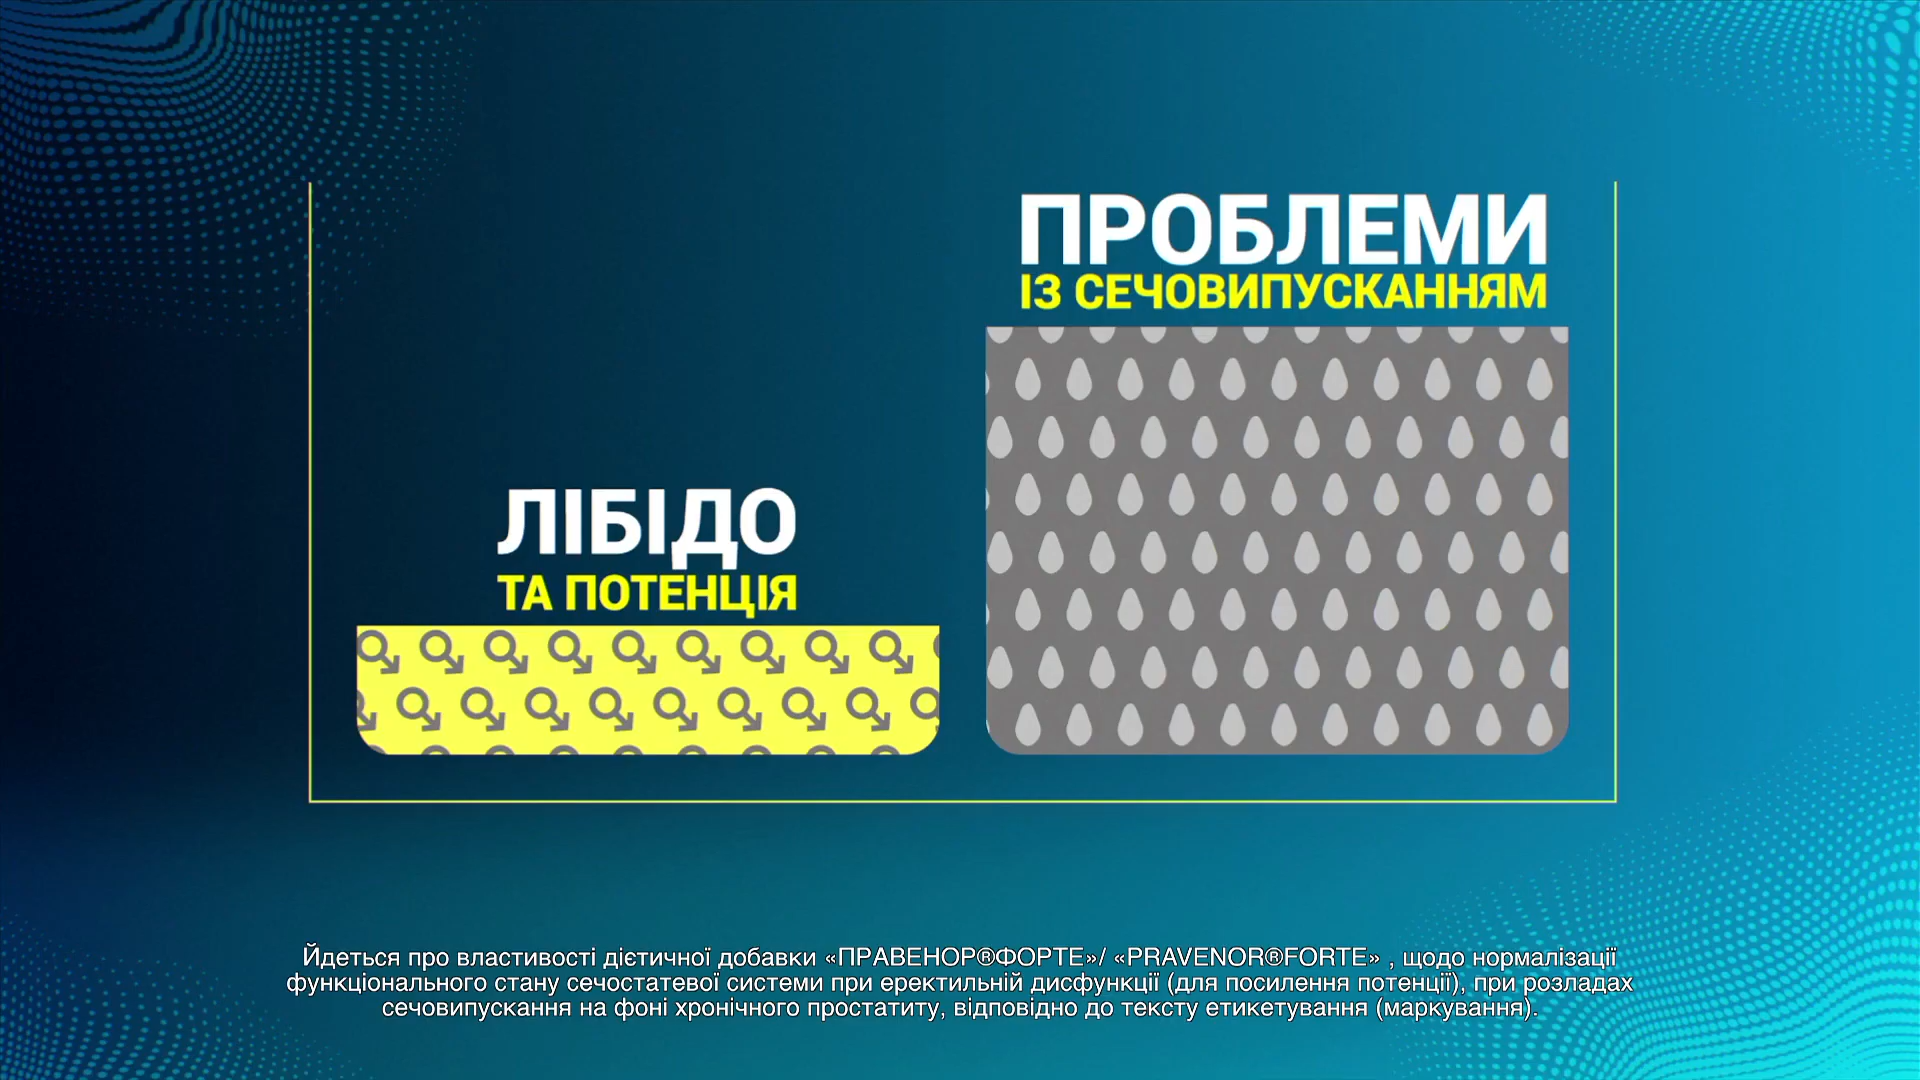 ПРОБЛЕМИ
ІЗ СЕЧОВИПУСКАННЯМ
ЛІБІДО
ТА ПОТЕНЦІЯ
Йдеться про властивості дієтичної добавки «ПРАВЕНОР®ФОРТЕ»/ «PRAVENOR®FORTE» , щодо нормалізації
функціонального стану сечостатевої системи при еректильній дисфункції (для посилення потенції), при розладах
сечовипускання на фоні хронічного простатиту, відповідно до тексту етикетування (маркування).